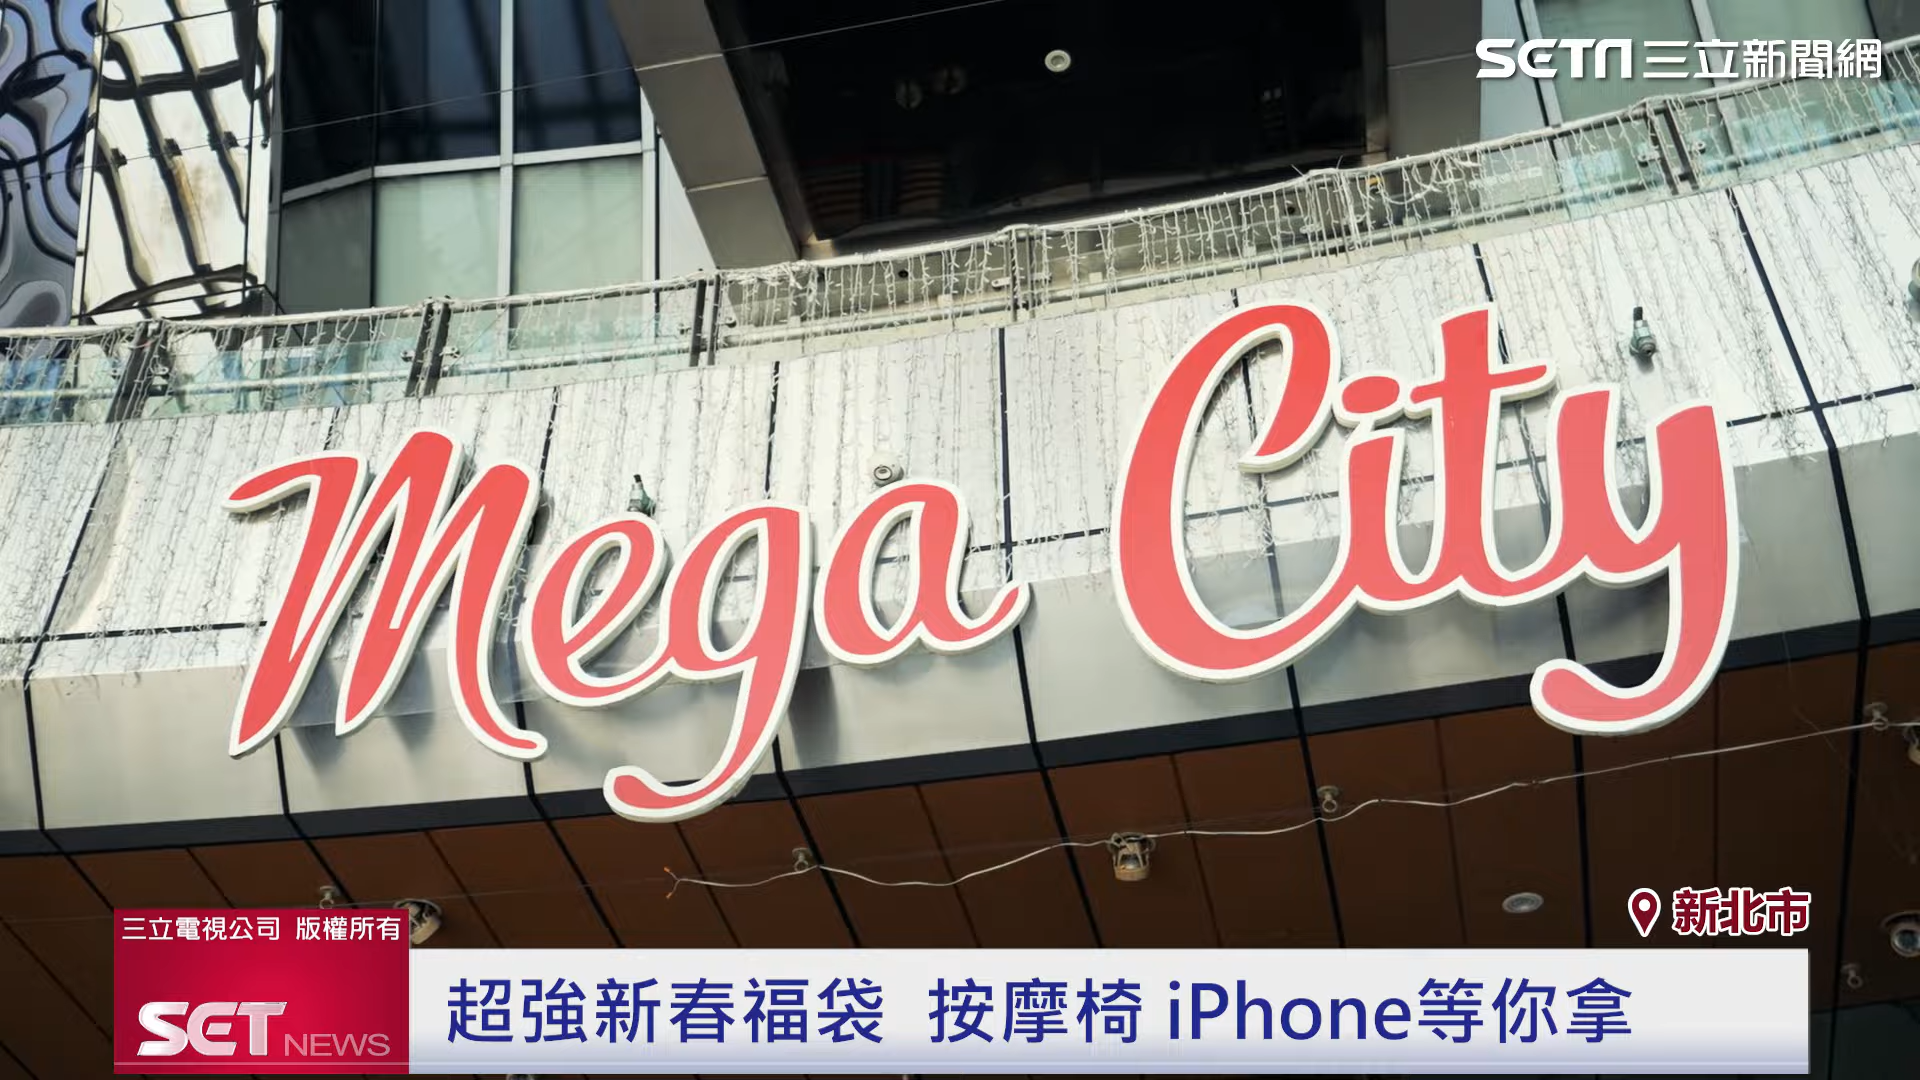 SETN三立新聞網
Mega City
新北市
三立電視公司 版權所有
SET NEWS
超強新春福袋 按摩椅 iPhone等你拿